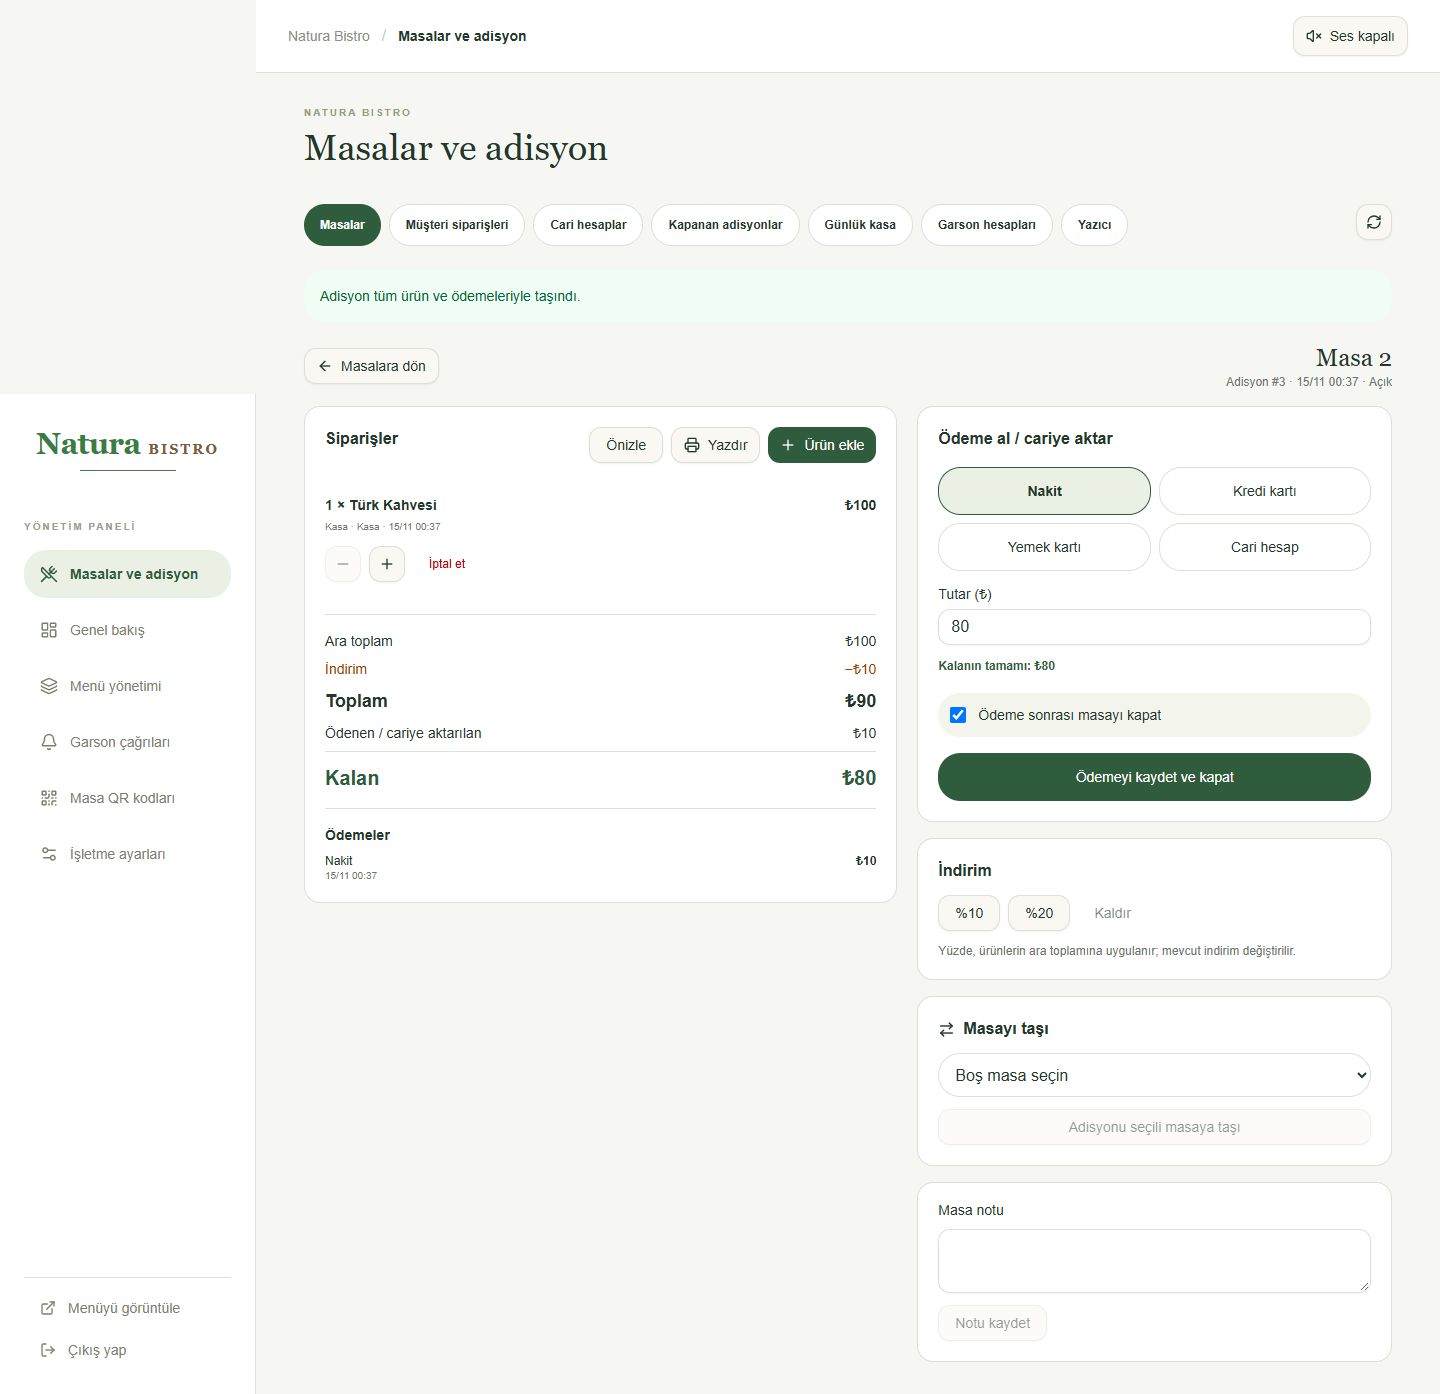 Natura Bistro / Masalar ve adisyon
Ses kapalı
NATURA BISTRO
Masalar ve adisyon
Masalar
Müşteri siparişleri
Cari hesaplar
Kapanan adisyonlar
Günlük kasa
Garson hesapları
Yazıcı
Adisyon tüm ürün ve ödemeleriyle taşındı.
Masalara dön
Masa 2
Adisyon #3 · 15/11 00:37 · Açık
Natura BISTRO
YÖNETİM PANELİ
Masalar ve adisyon
Genel bakış
Menü yönetimi
Garson çağrıları
Masa QR kodları
İşletme ayarları
Menüyü görüntüle
Çıkış yap
Siparişler
Önizle
Yazdır
Ürün ekle
1 × Türk Kahvesi ₺100
Kasa · Kasa · 15/11 00:37
İptal et
Ara toplam ₺100
İndirim −₺10
Toplam ₺90
Ödenen / cariye aktarılan ₺10
Kalan ₺80
Ödemeler
Nakit ₺10
15/11 00:37
Ödeme al / cariye aktar
Nakit
Kredi kartı
Yemek kartı
Cari hesap
Tutar (₺)
80
Kalanın tamamı: ₺80
Ödeme sonrası masayı kapat
Ödemeyi kaydet ve kapat
İndirim
%10
%20
Kaldır
Yüzde, ürünlerin ara toplamına uygulanır; mevcut indirim değiştirilir.
Masayı taşı
Boş masa seçin
Adisyonu seçili masaya taşı
Masa notu
Notu kaydet